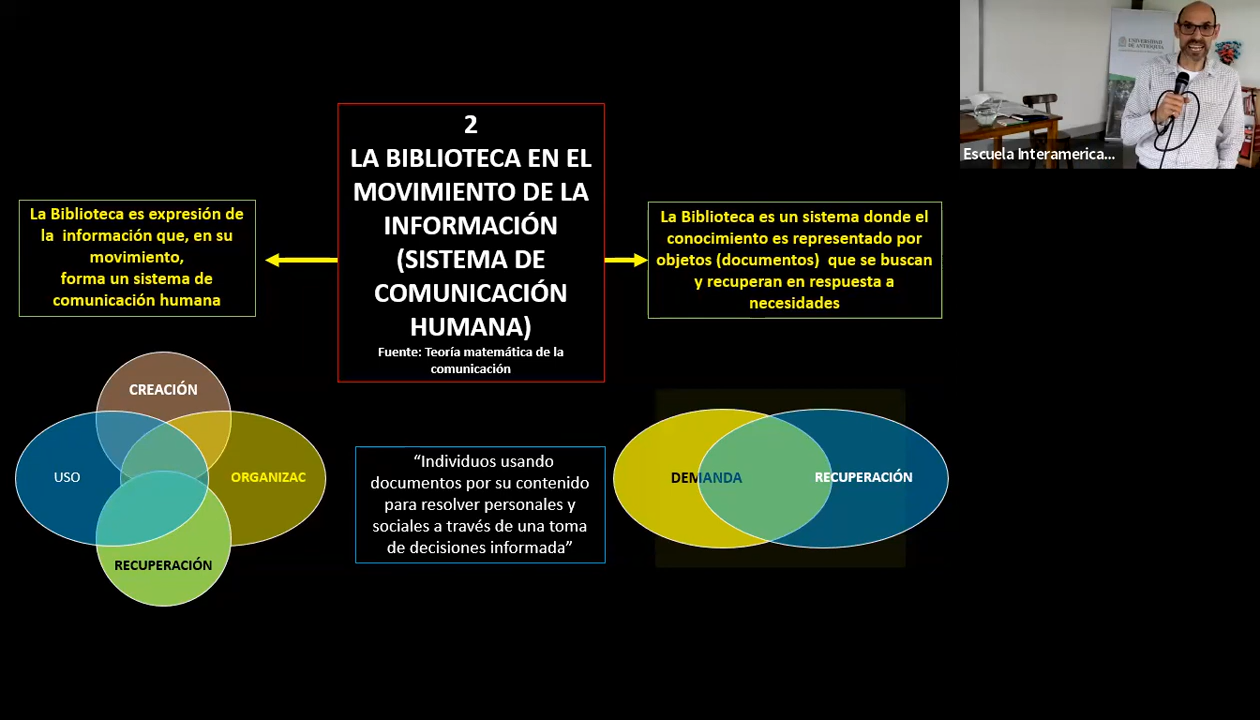 2
LA BIBLIOTECA EN EL
MOVIMIENTO DE LA
INFORMACIÓN
(SISTEMA DE
COMUNICACIÓN
HUMANA)
Fuente: Teoría matemática de la
comunicación
La Biblioteca es expresión de
la información que, en su
movimiento,
forma un sistema de
comunicación humana
La Biblioteca es un sistema donde el
conocimiento es representado por
objetos (documentos) que se buscan
y recuperan en respuesta a
necesidades
CREACIÓN
USO
ORGANIZAC
RECUPERACIÓN
“Individuos usando
documentos por su contenido
para resolver personales y
sociales a través de una toma
de decisiones informada”
DEMANDA
RECUPERACIÓN
UNIVERSIDAD
DE ANTIOQUIA
Escuela Interamerica...